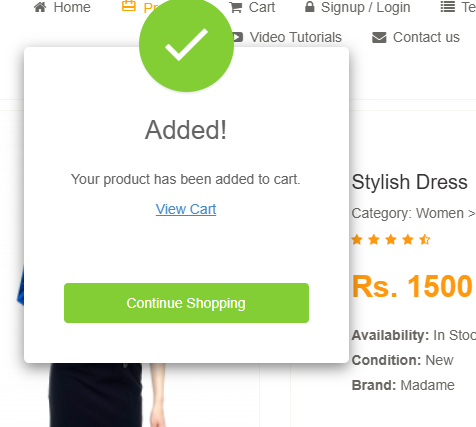 Home
Cart
Signup / Login
Video Tutorials
Contact us
Added!
Your product has been added to cart.
View Cart
Continue Shopping
Stylish Dress
Category: Women >
Rs. 1500
Availability: In Stoc
Condition: New
Brand: Madame